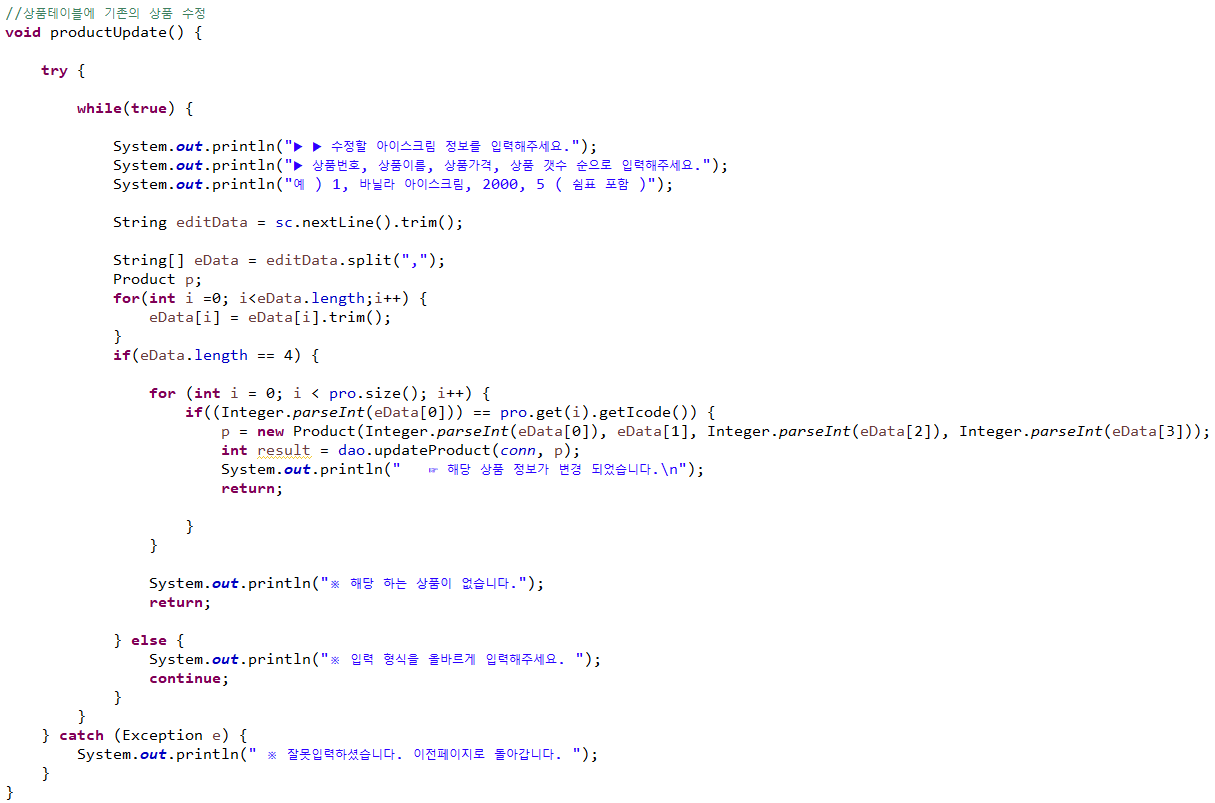 //상품테이블에 기존의 상품 수정
void productUpdate() {
try {
while(true) {
System.out.println("▶ ▶ 수정할 아이스크림 정보를 입력해주세요.");
System.out.println("▶ 상품번호, 상품이름, 상품가격, 상품 갯수 순으로 입력해주세요.");
System.out.println("예 ) 1, 바닐라 아이스크림, 2000, 5 ( 쉼표 포함 )");
String editData = sc.nextLine().trim();
String[] eData = editData.split(",");
Product p;
for(int i =0; i<eData.length;i++) {
eData[i] = eData[i].trim();
}
if(eData.length == 4) {
for (int i = 0; i < pro.size(); i++) {
if((Integer.parseInt(eData[0])) == pro.get(i).getIcode()) {
p = new Product(Integer.parseInt(eData[0]), eData[1], Integer.parseInt(eData[2]), Integer.parseInt(eData[3]));
int result = dao.updateProduct(conn, p);
System.out.println("   ☞ 해당 상품 정보가 변경 되었습니다.\n");
return;
}
}
System.out.println("※ 해당 하는 상품이 없습니다.");
return;
} else {
System.out.println("※ 입력 형식을 올바르게 입력해주세요. ");
continue;
}
}
} catch (Exception e) {
System.out.println(" ※ 잘못입력하셨습니다. 이전페이지로 돌아갑니다. ");
}
}